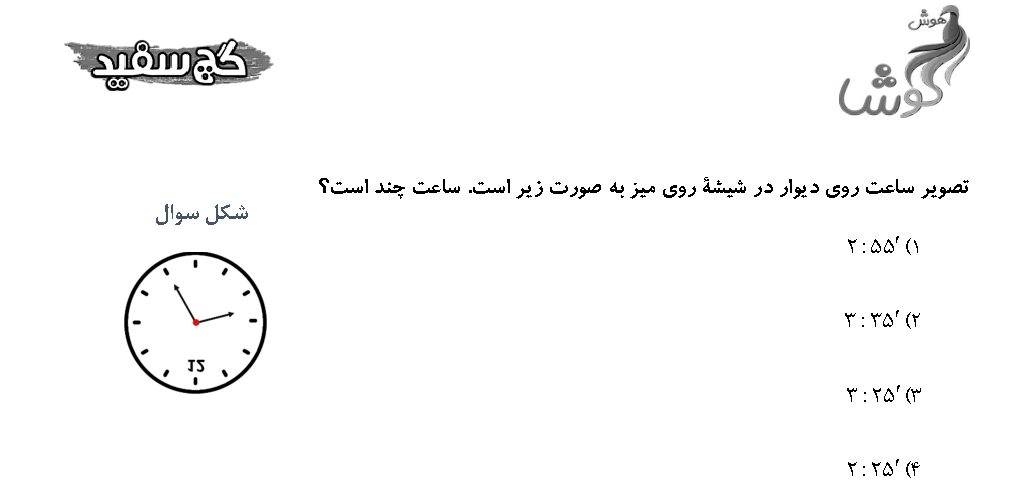 هوش
گوشا
گچ سفید
تصویر ساعت روی دیوار در شیشهٔ روی میز به صورت زیر است. ساعت چند است؟
شکل سوال
۱) ۲:۵۵′
۲) ۳:۳۵′
۳) ۳:۲۵′
۴) ۲:۲۵′
12